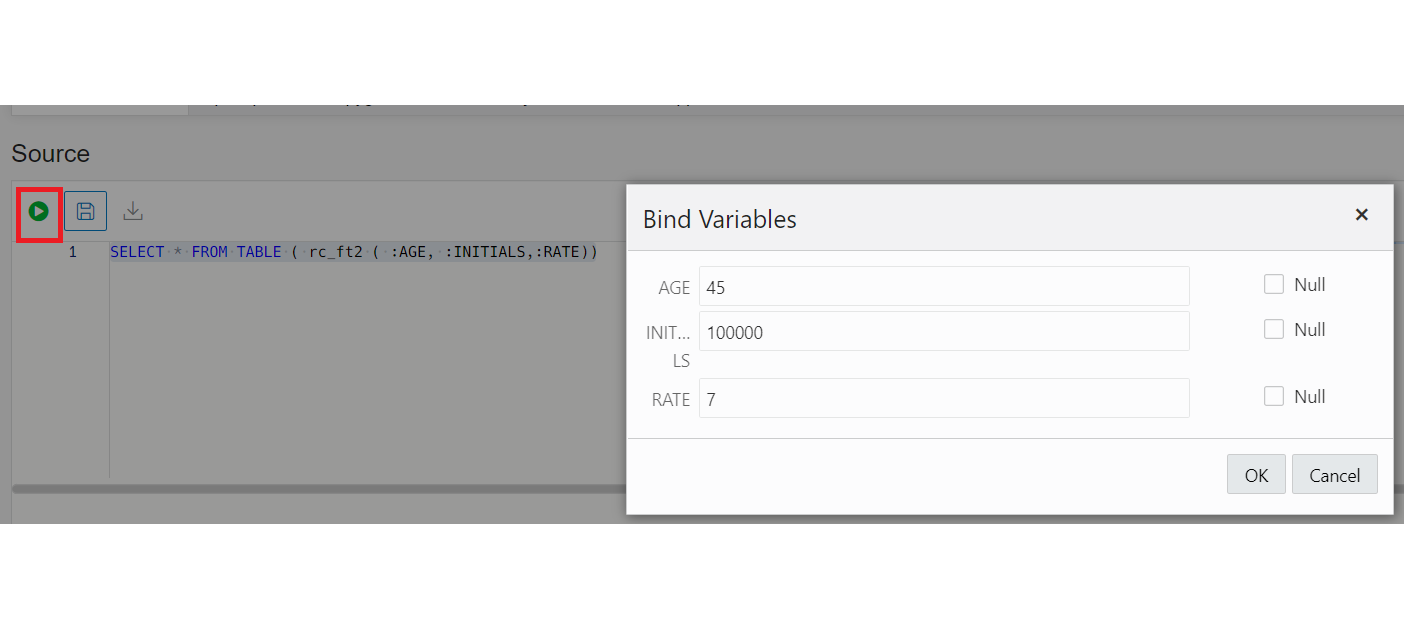 Source
1 SELECT * FROM TABLE ( rc_ft2 ( :AGE, :INITIALS,:RATE))
Bind Variables
AGE 45 Null
INIT...
LS 100000 Null
RATE 7 Null
OK Cancel